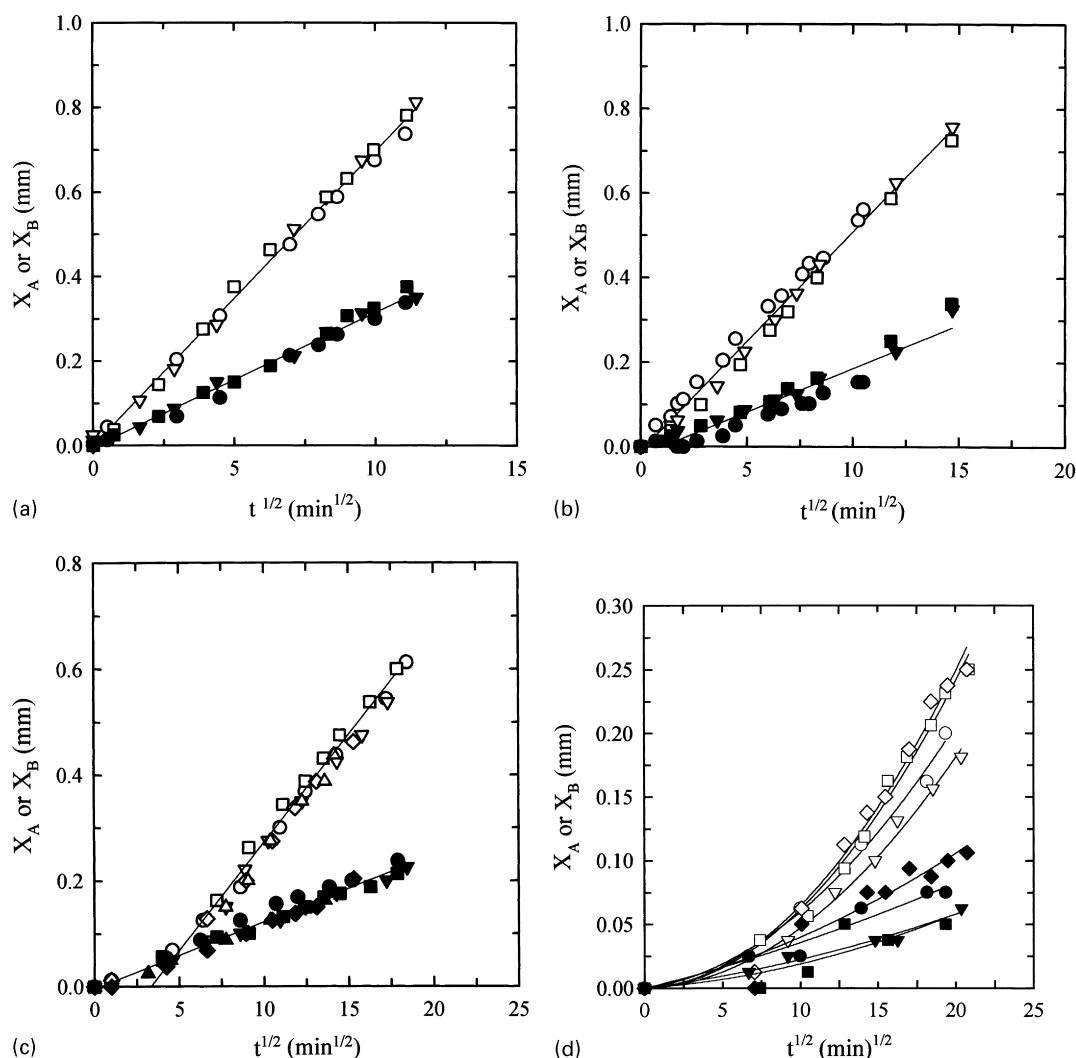 1.0
0.8
0.6
0.4
0.2
0.0
X_A or X_B (mm)
0 5 10 15
t^1/2 (min^1/2)
(a)
1.0
0.8
0.6
0.4
0.2
0.0
X_A or X_B (mm)
0 5 10 15 20
t^1/2 (min^1/2)
(b)
0.8
0.6
0.4
0.2
0.0
X_A or X_B (mm)
0 5 10 15 20 25
t^1/2 (min^1/2)
(c)
0.30
0.25
0.20
0.15
0.10
0.05
0.00
X_A or X_B (mm)
0 5 10 15 20 25
t^1/2 (min)^1/2
(d)